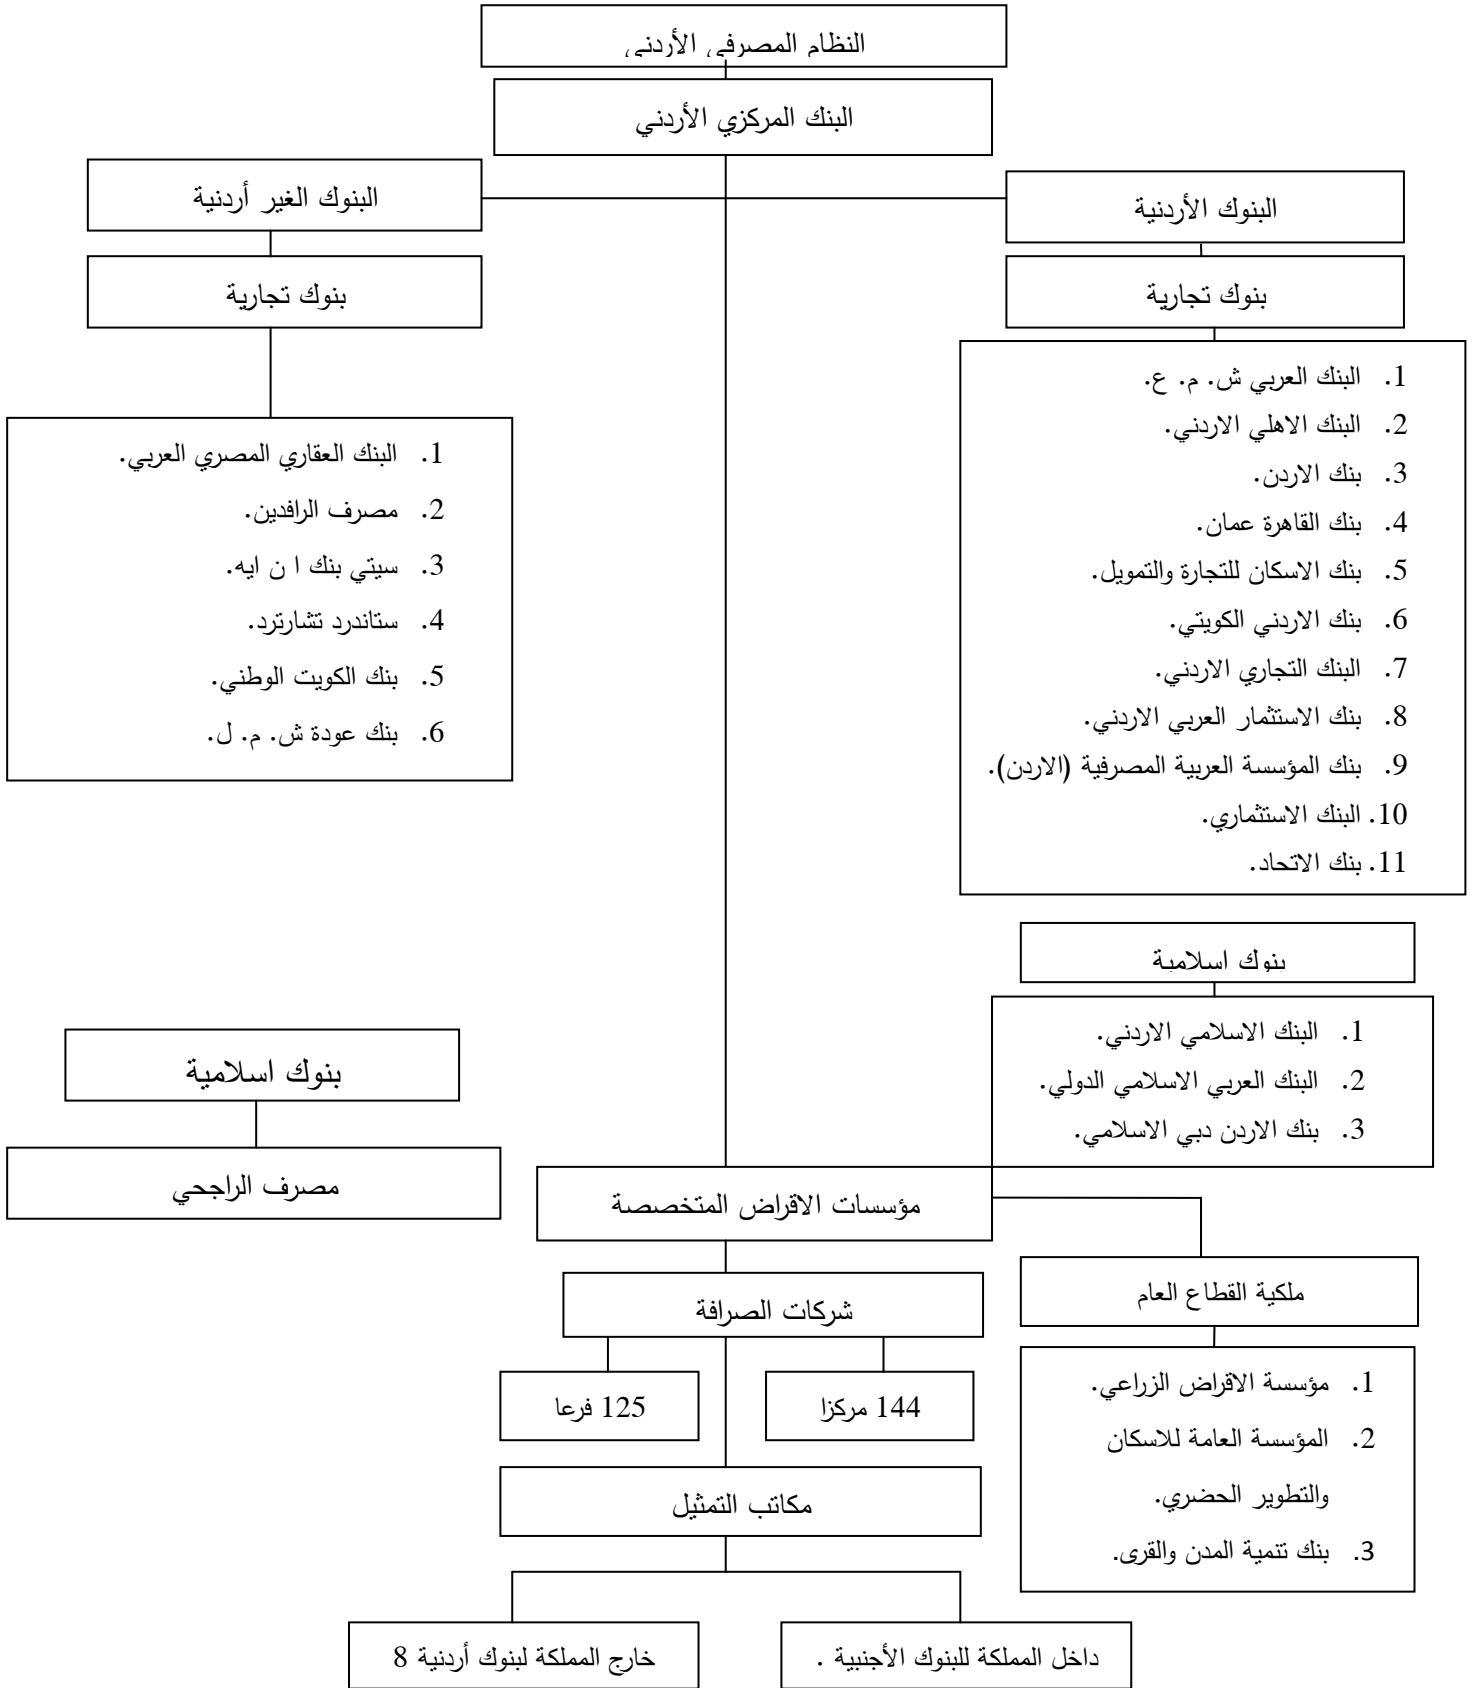 النظام المصرفي الأردني
البنك المركزي الأردني
البنوك الأردنية
بنوك تجارية
1. البنك العربي ش. م. ع.
2. البنك الاهلي الاردني.
3. بنك الاردن.
4. بنك القاهرة عمان.
5. بنك الاسكان للتجارة والتمويل.
6. بنك الاردني الكويتي.
7. البنك التجاري الاردني.
8. بنك الاستثمار العربي الاردني.
9. بنك المؤسسة العربية المصرفية (الاردن).
10. البنك الاستثماري.
11. بنك الاتحاد.
بنوك اسلامية
1. البنك الاسلامي الاردني.
2. البنك العربي الاسلامي الدولي.
3. بنك الاردن دبي الاسلامي.
البنوك الغير أردنية
بنوك تجارية
1. البنك العقاري المصري العربي.
2. مصرف الرافدين.
3. سيتي بنك ا ن ايه.
4. ستاندرد تشارترد.
5. بنك الكويت الوطني.
6. بنك عودة ش. م. ل.
بنوك اسلامية
مصرف الراجحي
مؤسسات الاقراض المتخصصة
ملكية القطاع العام
1. مؤسسة الاقراض الزراعي.
2. المؤسسة العامة للاسكان
والتطوير الحضري.
3. بنك تنمية المدن والقرى.
شركات الصرافة
144 مركزا
125 فرعا
مكاتب التمثيل
داخل المملكة للبنوك الأجنبية .
خارج المملكة لبنوك أردنية 8